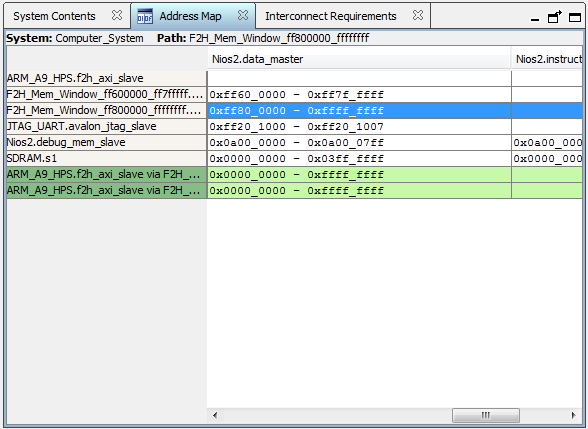 System Contents Address Map Interconnect Requirements
System: Computer_System Path: F2H_Mem_Window_ff800000_ffffffff
Nios2.data_master Nios2.instruct
ARM_A9_HPS.f2h_axi_slave
F2H_Mem_Window_ff600000_ff7fffff.... 0xff60_0000 - 0xff7f_ffff
F2H_Mem_Window_ff800000_ffffffff.... 0xff80_0000 - 0xffff_ffff
JTAG_UART.avalon_jtag_slave 0xff20_1000 - 0xff20_1007
Nios2.debug_mem_slave 0x0a00_0000 - 0x0a00_07ff 0x0a00_000
SDRAM.s1 0x0000_0000 - 0x03ff_ffff 0x0000_000
ARM_A9_HPS.f2h_axi_slave via F2H_... 0x0000_0000 - 0xffff_ffff
ARM_A9_HPS.f2h_axi_slave via F2H_... 0x0000_0000 - 0xffff_ffff